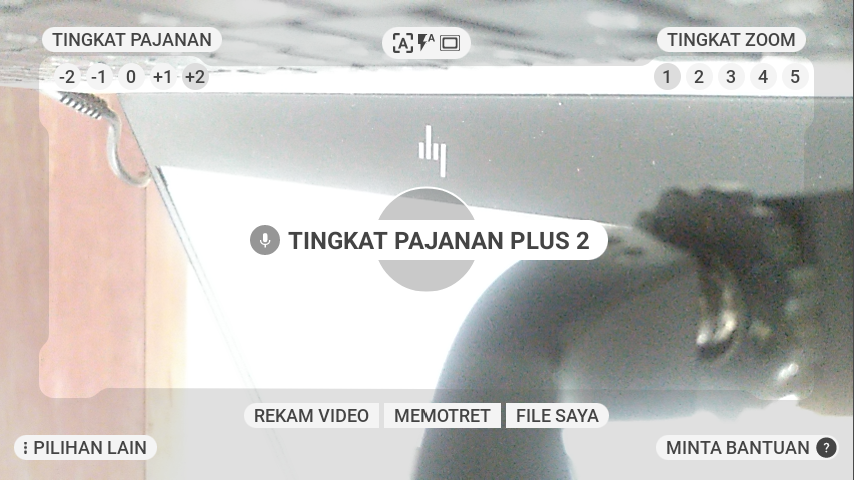 TINGKAT PAJANAN
TINGKAT ZOOM
-2 -1 0 +1 +2
1 2 3 4 5
TINGKAT PAJANAN PLUS 2
REKAM VIDEO MEMOTRET FILE SAYA
PILIHAN LAIN
MINTA BANTUAN ?